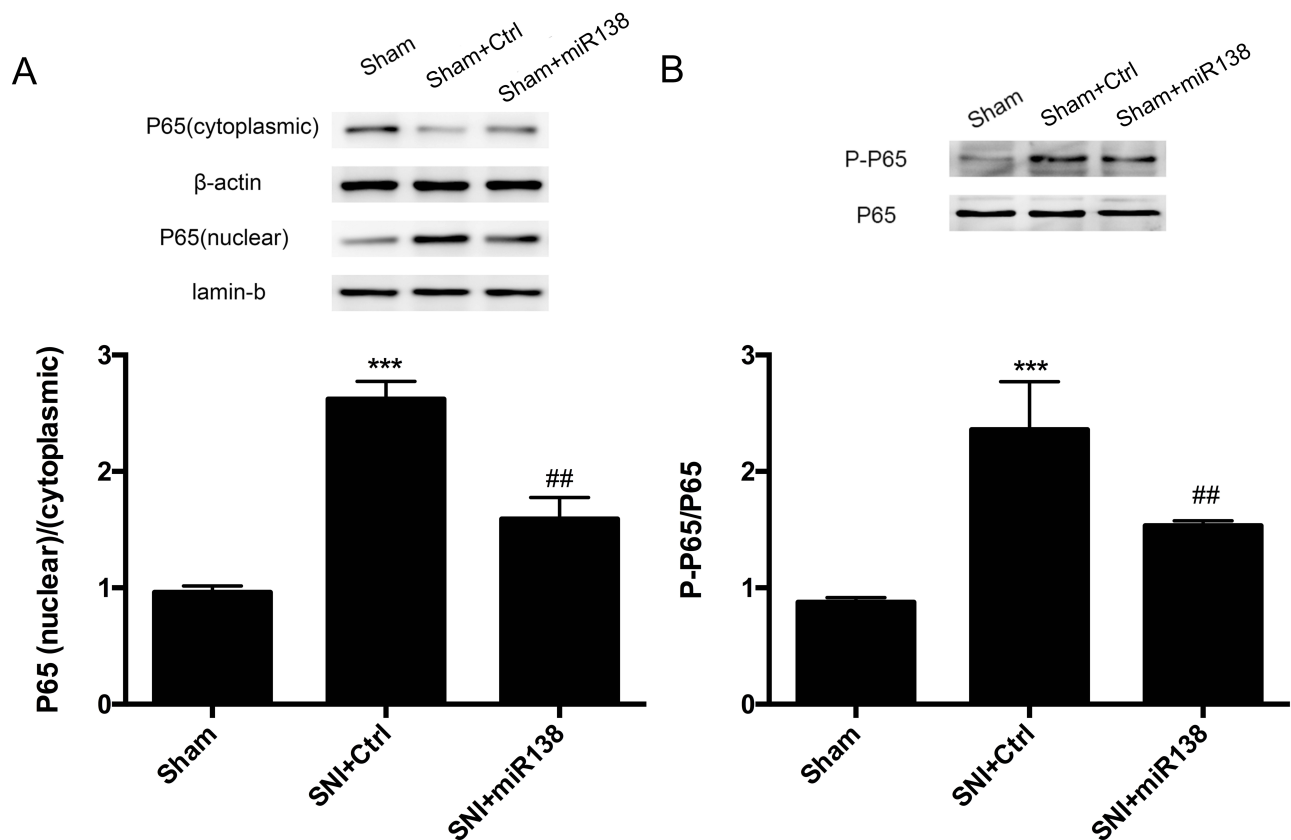 A
Sham
Sham+Ctrl
Sham+miR138
P65(cytoplasmic)
β-actin
P65(nuclear)
lamin-b
P65 (nuclear)/(cytoplasmic)
3
2
1
0
***
##
Sham
SNI+Ctrl
SNI+miR138
B
Sham
Sham+Ctrl
Sham+miR138
P-P65
P65
P-P65/P65
3
2
1
0
***
##
Sham
SNI+Ctrl
SNI+miR138